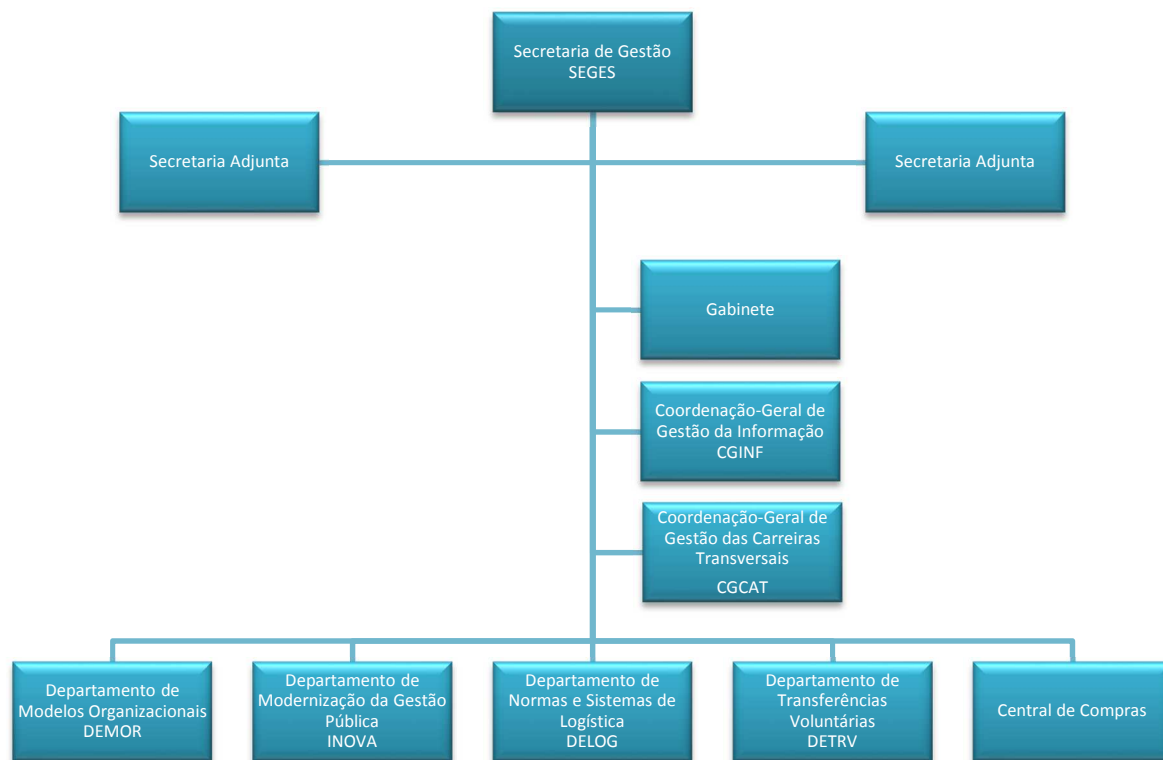 Secretaria de Gestão
SEGES
Secretaria Adjunta
Secretaria Adjunta
Gabinete
Coordenação-Geral de
Gestão da Informação
CGINF
Coordenação-Geral de
Gestão das Carreiras
Transversais
CGCAT
Departamento de
Modelos Organizacionais
DEMOR
Departamento de
Modernização da Gestão
Pública
INOVA
Departamento de
Normas e Sistemas de
Logística
DELOG
Departamento de
Transferências
Voluntárias
DETRV
Central de Compras